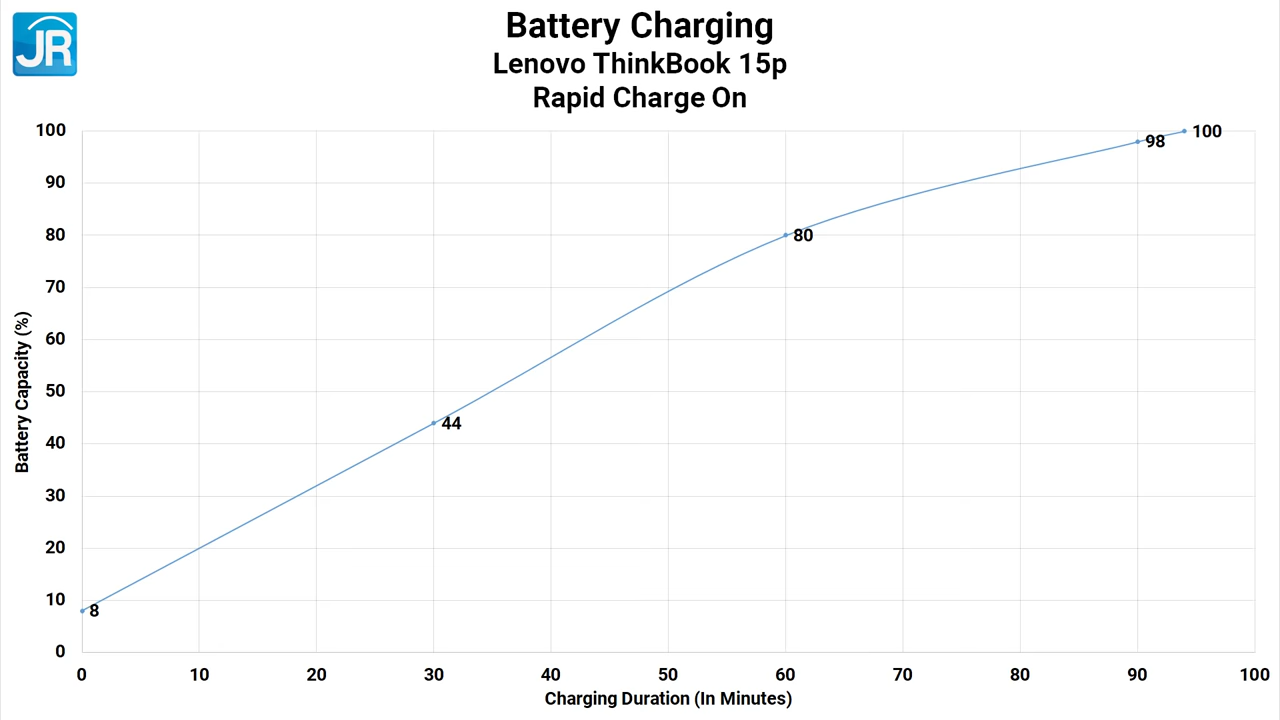 JR
Battery Charging
Lenovo ThinkBook 15p
Rapid Charge On
100
90
80
70
60
50
40
30
20
10
0
Battery Capacity (%)
8
44
80
98
100
0 10 20 30 40 50 60 70 80 90 100
Charging Duration (In Minutes)